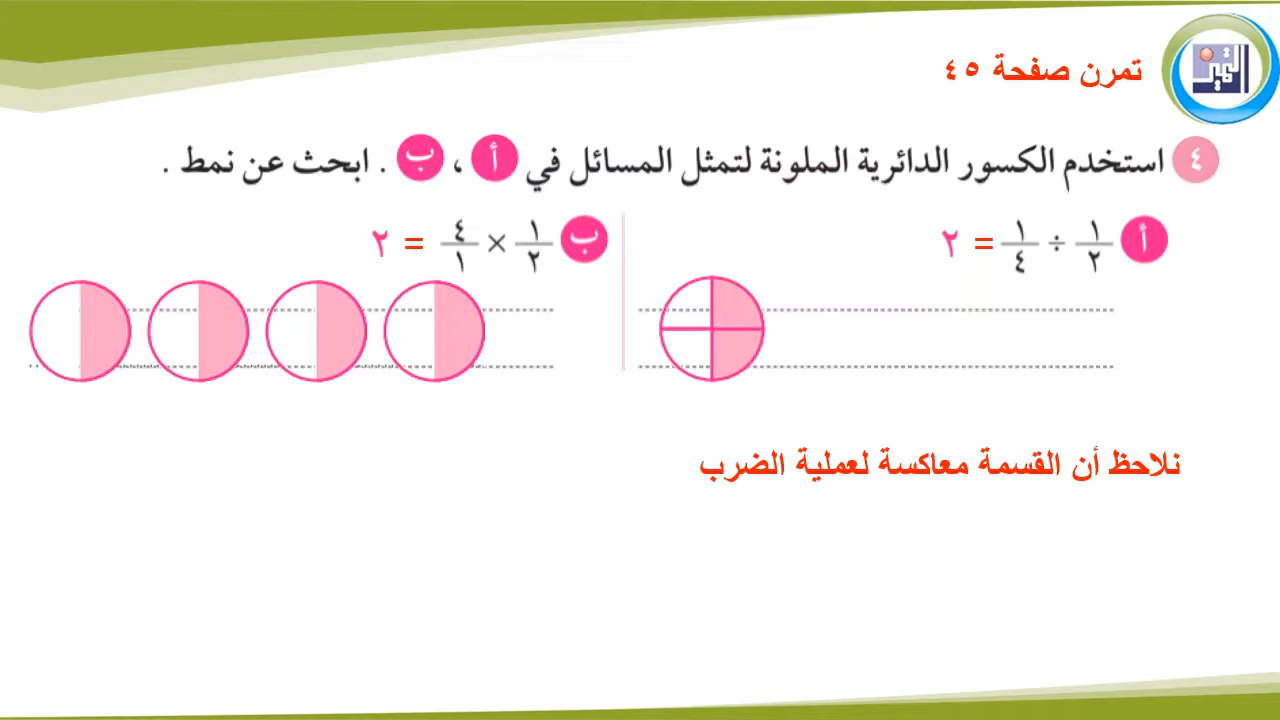 التميز
تمرن صفحة ٤٥
٤ استخدم الكسور الدائرية الملونة لتمثل المسائل في أ ، ب . ابحث عن نمط .
أ ١/٢ ÷ ١/٤ = ٢
ب ١/٢ × ٤/١ = ٢
نلاحظ أن القسمة معاكسة لعملية الضرب